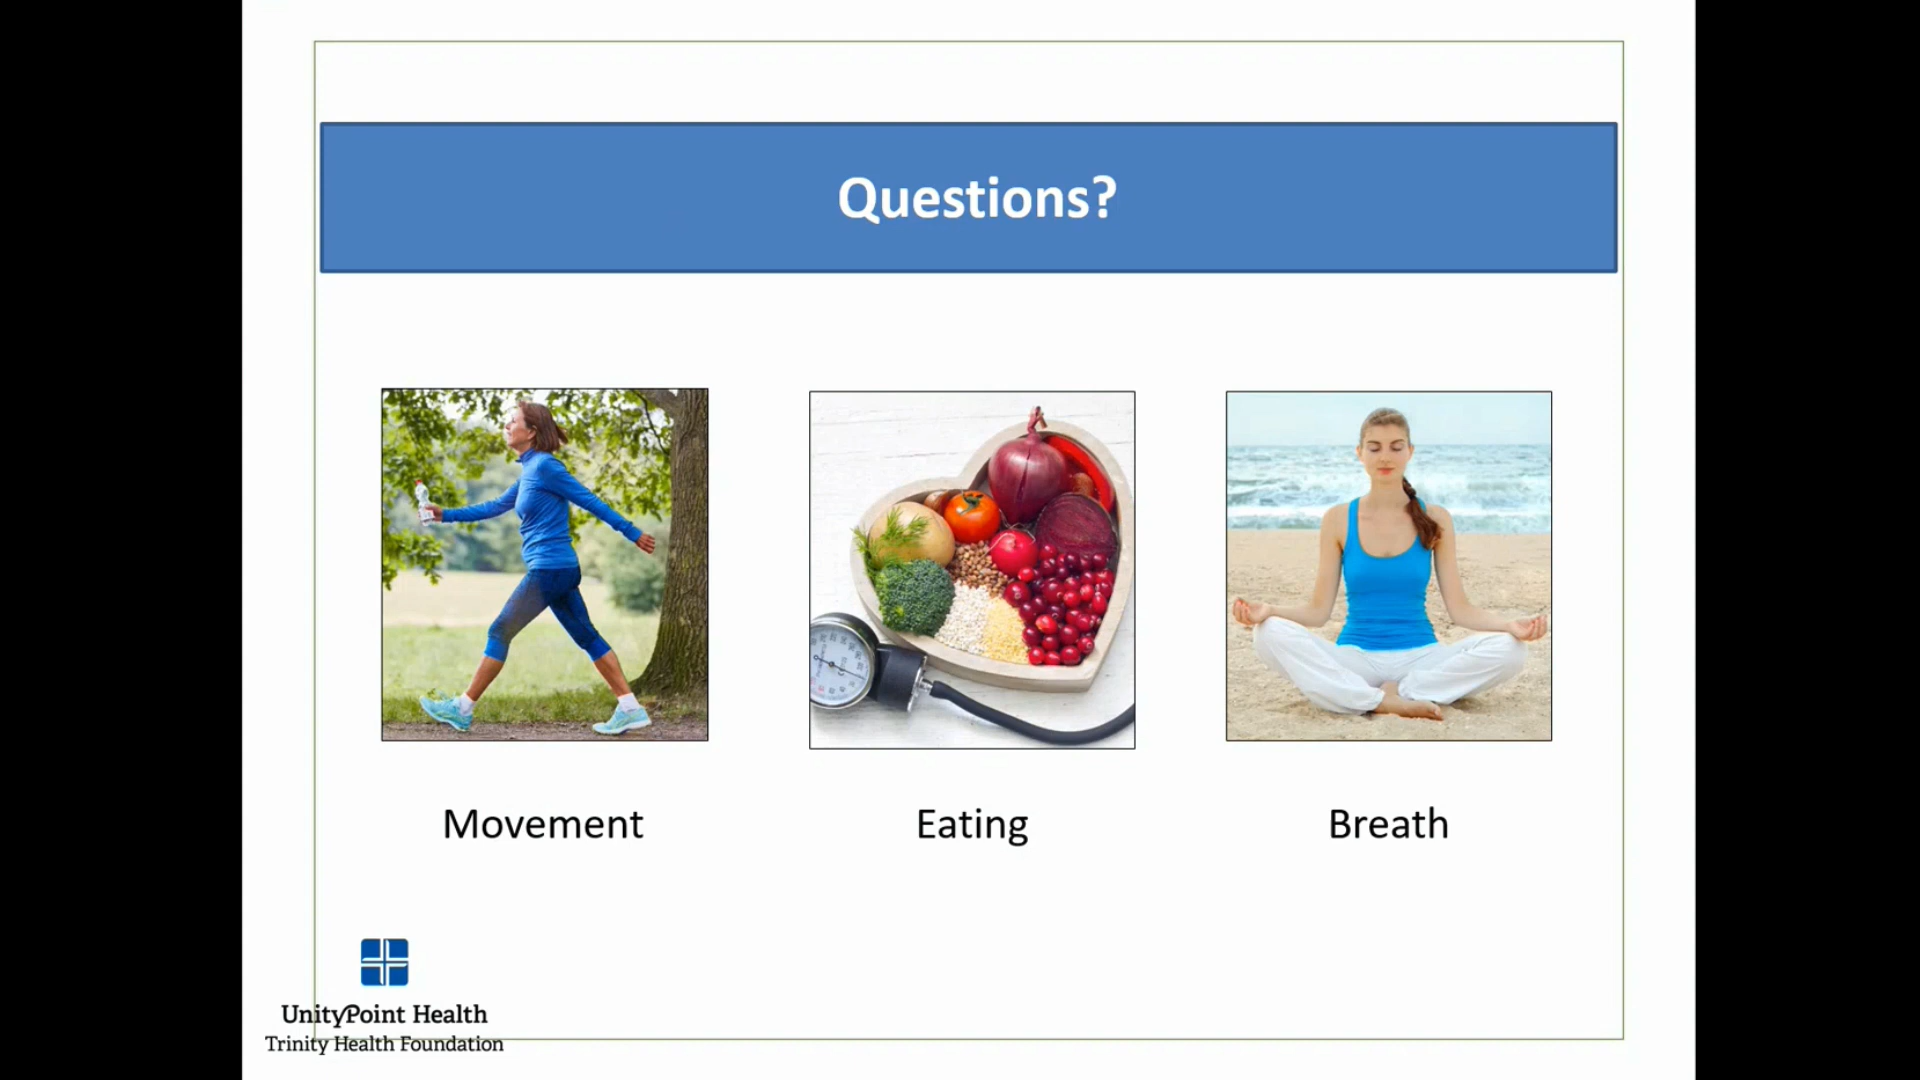 Questions?
Movement
Eating
Breath
UnityPoint Health
Trinity Health Foundation